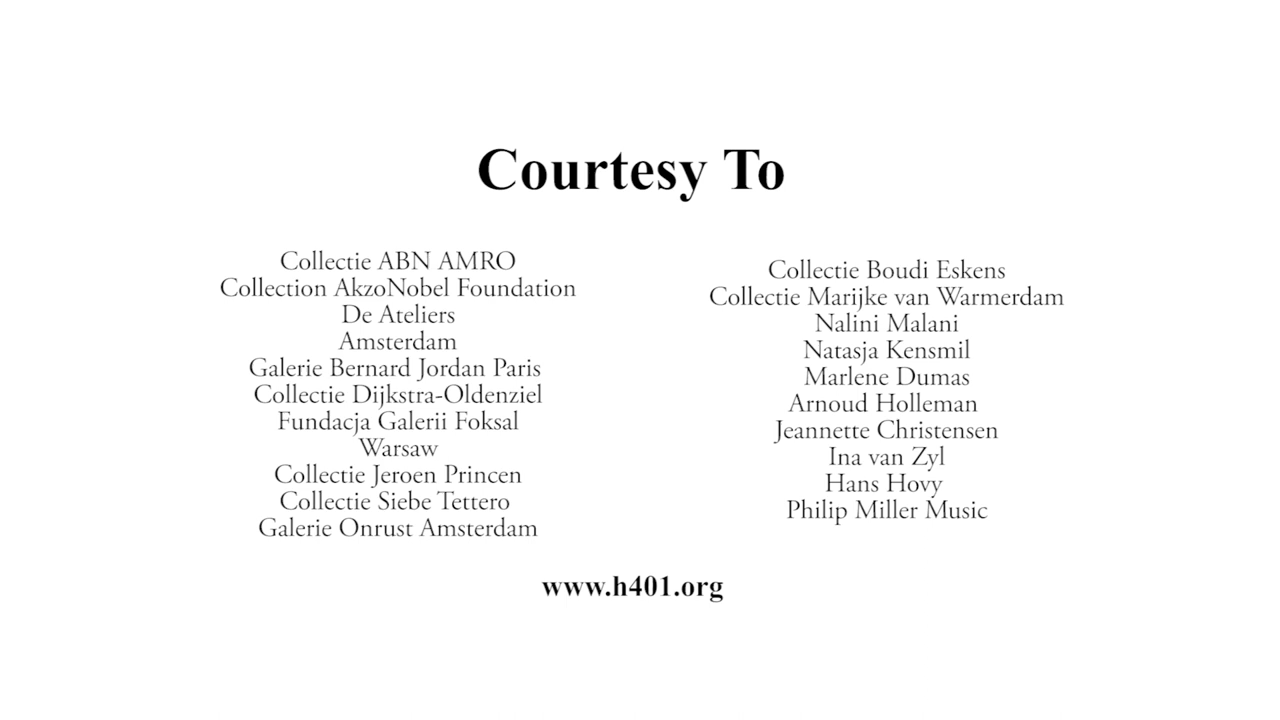 Courtesy To
Collectie ABN AMRO
Collection AkzoNobel Foundation
De Ateliers
Amsterdam
Galerie Bernard Jordan Paris
Collectie Dijkstra-Oldenziel
Fundacja Galerii Foksal
Warsaw
Collectie Jeroen Princen
Collectie Siebe Tettero
Galerie Onrust Amsterdam
Collectie Boudi Eskens
Collectie Marijke van Warmerdam
Nalini Malani
Natasja Kensmil
Marlene Dumas
Arnoud Holleman
Jeannette Christensen
Ina van Zyl
Hans Hovy
Philip Miller Music
www.h401.org